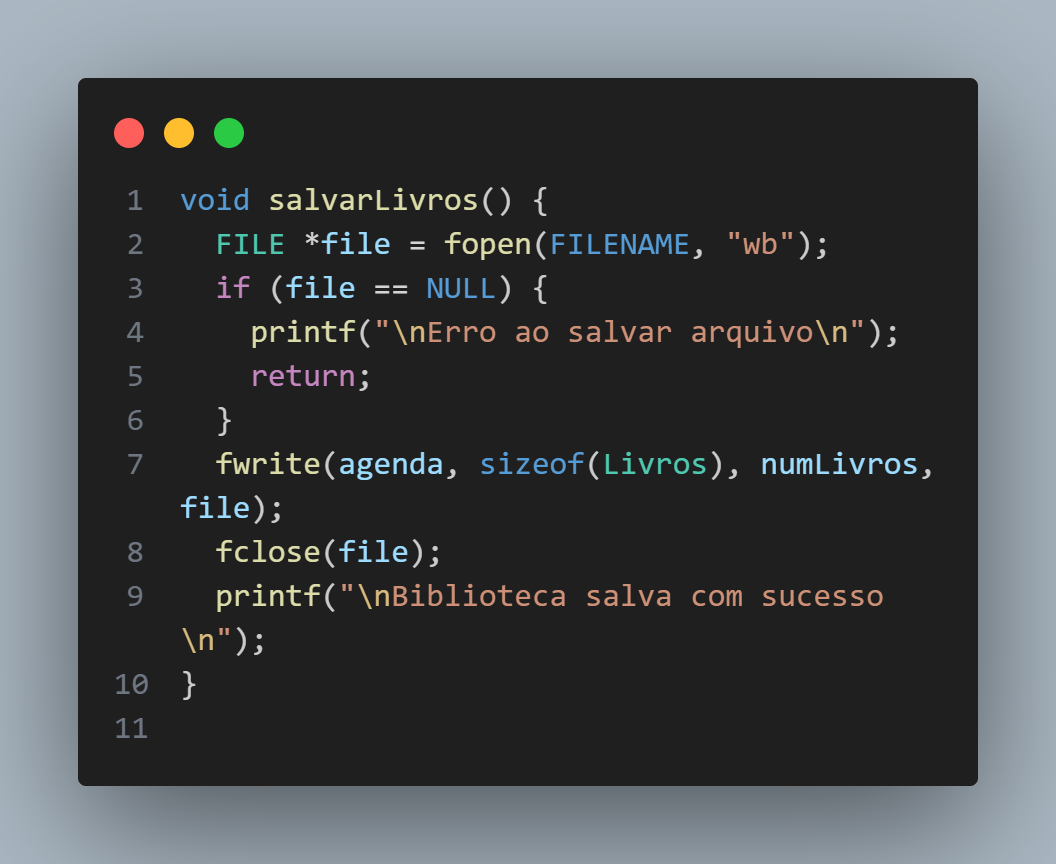 1 void salvarLivros() {
2   FILE *file = fopen(FILENAME, "wb");
3   if (file == NULL) {
4     printf("\nErro ao salvar arquivo\n");
5     return;
6   }
7   fwrite(agenda, sizeof(Livros), numLivros,
file);
8   fclose(file);
9   printf("\nBiblioteca salva com sucesso
\n");
10 }
11